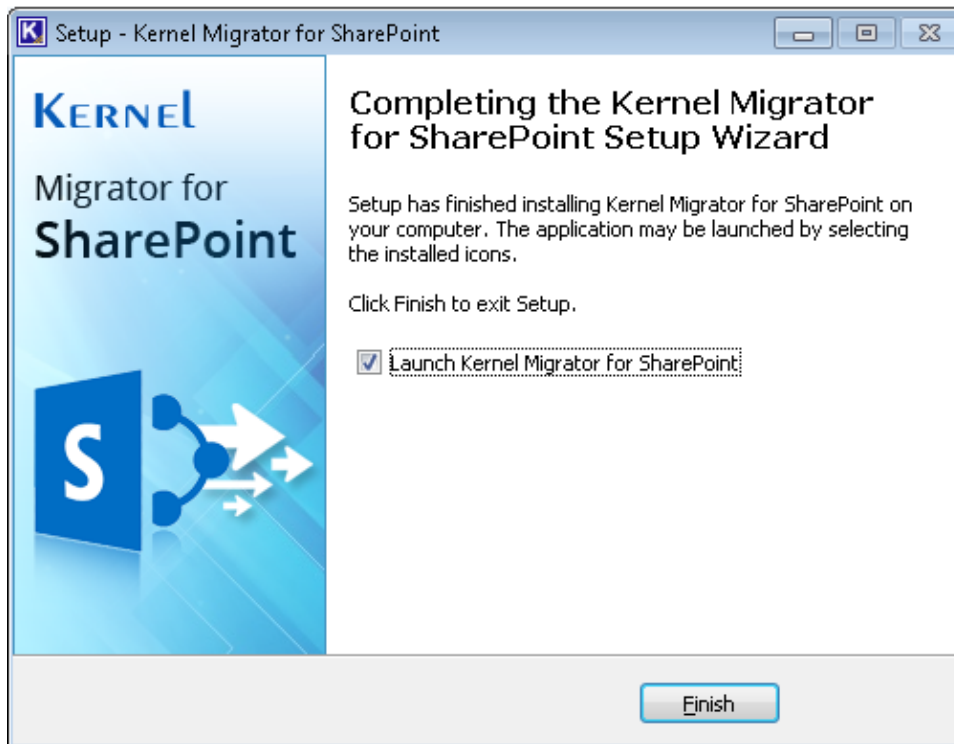 Setup - Kernel Migrator for SharePoint
KERNEl
Migrator for
SharePoint
S
Completing the Kernel Migrator
for SharePoint Setup Wizard
Setup has finished installing Kernel Migrator for SharePoint on
your computer. The application may be launched by selecting
the installed icons.
Click Finish to exit Setup.
Launch Kernel Migrator for SharePoint
Finish